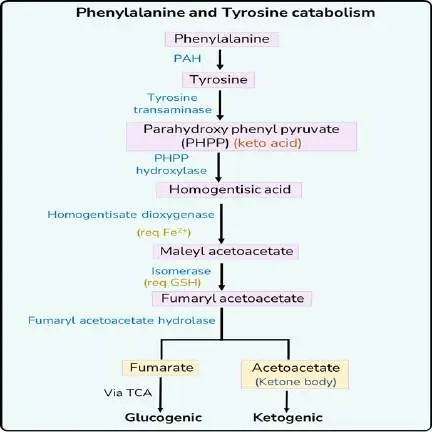 Phenylalanine and Tyrosine catabolism
Phenylalanine
PAH
Tyrosine
Tyrosine
transaminase
Parahydroxy phenyl pyruvate
(PHPP) (keto acid)
PHPP
hydroxylase
Homogentisic acid
Homogentisate dioxygenase
(req Fe²⁺)
Maleyl acetoacetate
Isomerase
(req GSH)
Fumaryl acetoacetate
Fumaryl acetoacetate hydrolase
Fumarate
Acetoacetate
(Ketone body)
Via TCA
Glucogenic
Ketogenic